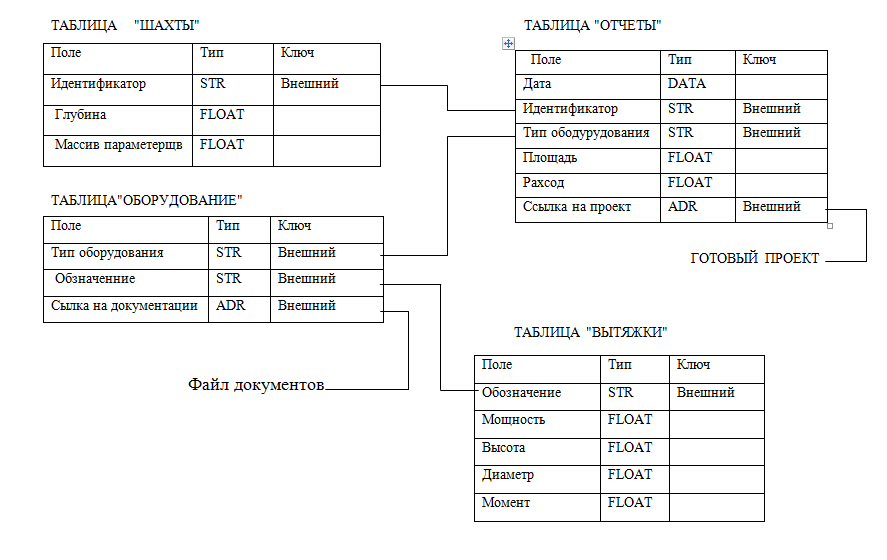 ТАБЛИЦА "ШАХТЫ"
Поле Тип Ключ
Идентификатор STR Внешний
Глубина FLOAT
Массив параметерщв FLOAT
ТАБЛИЦА "ОТЧЕТЫ"
Поле Тип Ключ
Дата DATA
Идентификатор STR Внешний
Тип ободурудования STR Внешний
Площадь FLOAT
Рахсод FLOAT
Ссылка на проект ADR Внешний
ГОТОВЫЙ ПРОЕКТ
ТАБЛИЦА"ОБОРУДОВАНИЕ"
Поле Тип Ключ
Тип оборудования STR Внешний
Обзначенние STR Внешний
Сылка на документации ADR Внешний
Файл документов
ТАБЛИЦА "ВЫТЯЖКИ"
Поле Тип Ключ
Обозначение STR Внешний
Мощность FLOAT
Высота FLOAT
Диаметр FLOAT
Момент FLOAT